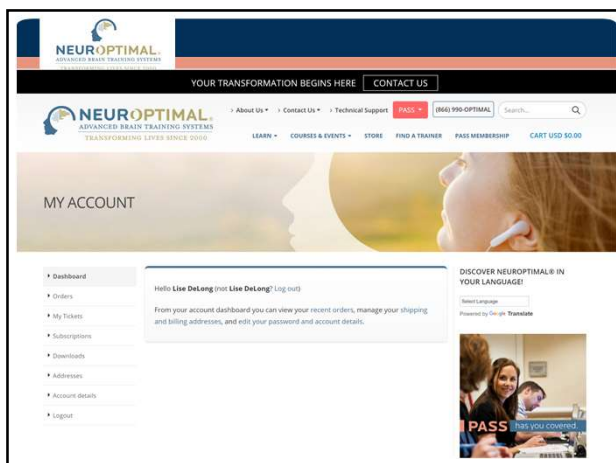 NEUROPTIMAL
ADVANCED BRAIN TRAINING SYSTEMS
TRANSFORMING LIVES SINCE 2000
YOUR TRANSFORMATION BEGINS HERE CONTACT US
NEUROPTIMAL®
ADVANCED BRAIN TRAINING SYSTEMS
TRANSFORMING LIVES SINCE 2000
› About Us › Contact Us › Technical Support PASS (866) 990-OPTIMAL Search...
LEARN COURSES & EVENTS STORE FIND A TRAINER PASS MEMBERSHIP CART USD $0.00
MY ACCOUNT
Dashboard
Orders
My Tickets
Subscriptions
Downloads
Addresses
Account details
Logout
Hello Lise DeLong (not Lise DeLong? Log out)
From your account dashboard you can view your recent orders, manage your shipping
and billing addresses, and edit your password and account details.
DISCOVER NEUROPTIMAL® IN
YOUR LANGUAGE!
Select Language
Powered by Google Translate
PASS has you covered.